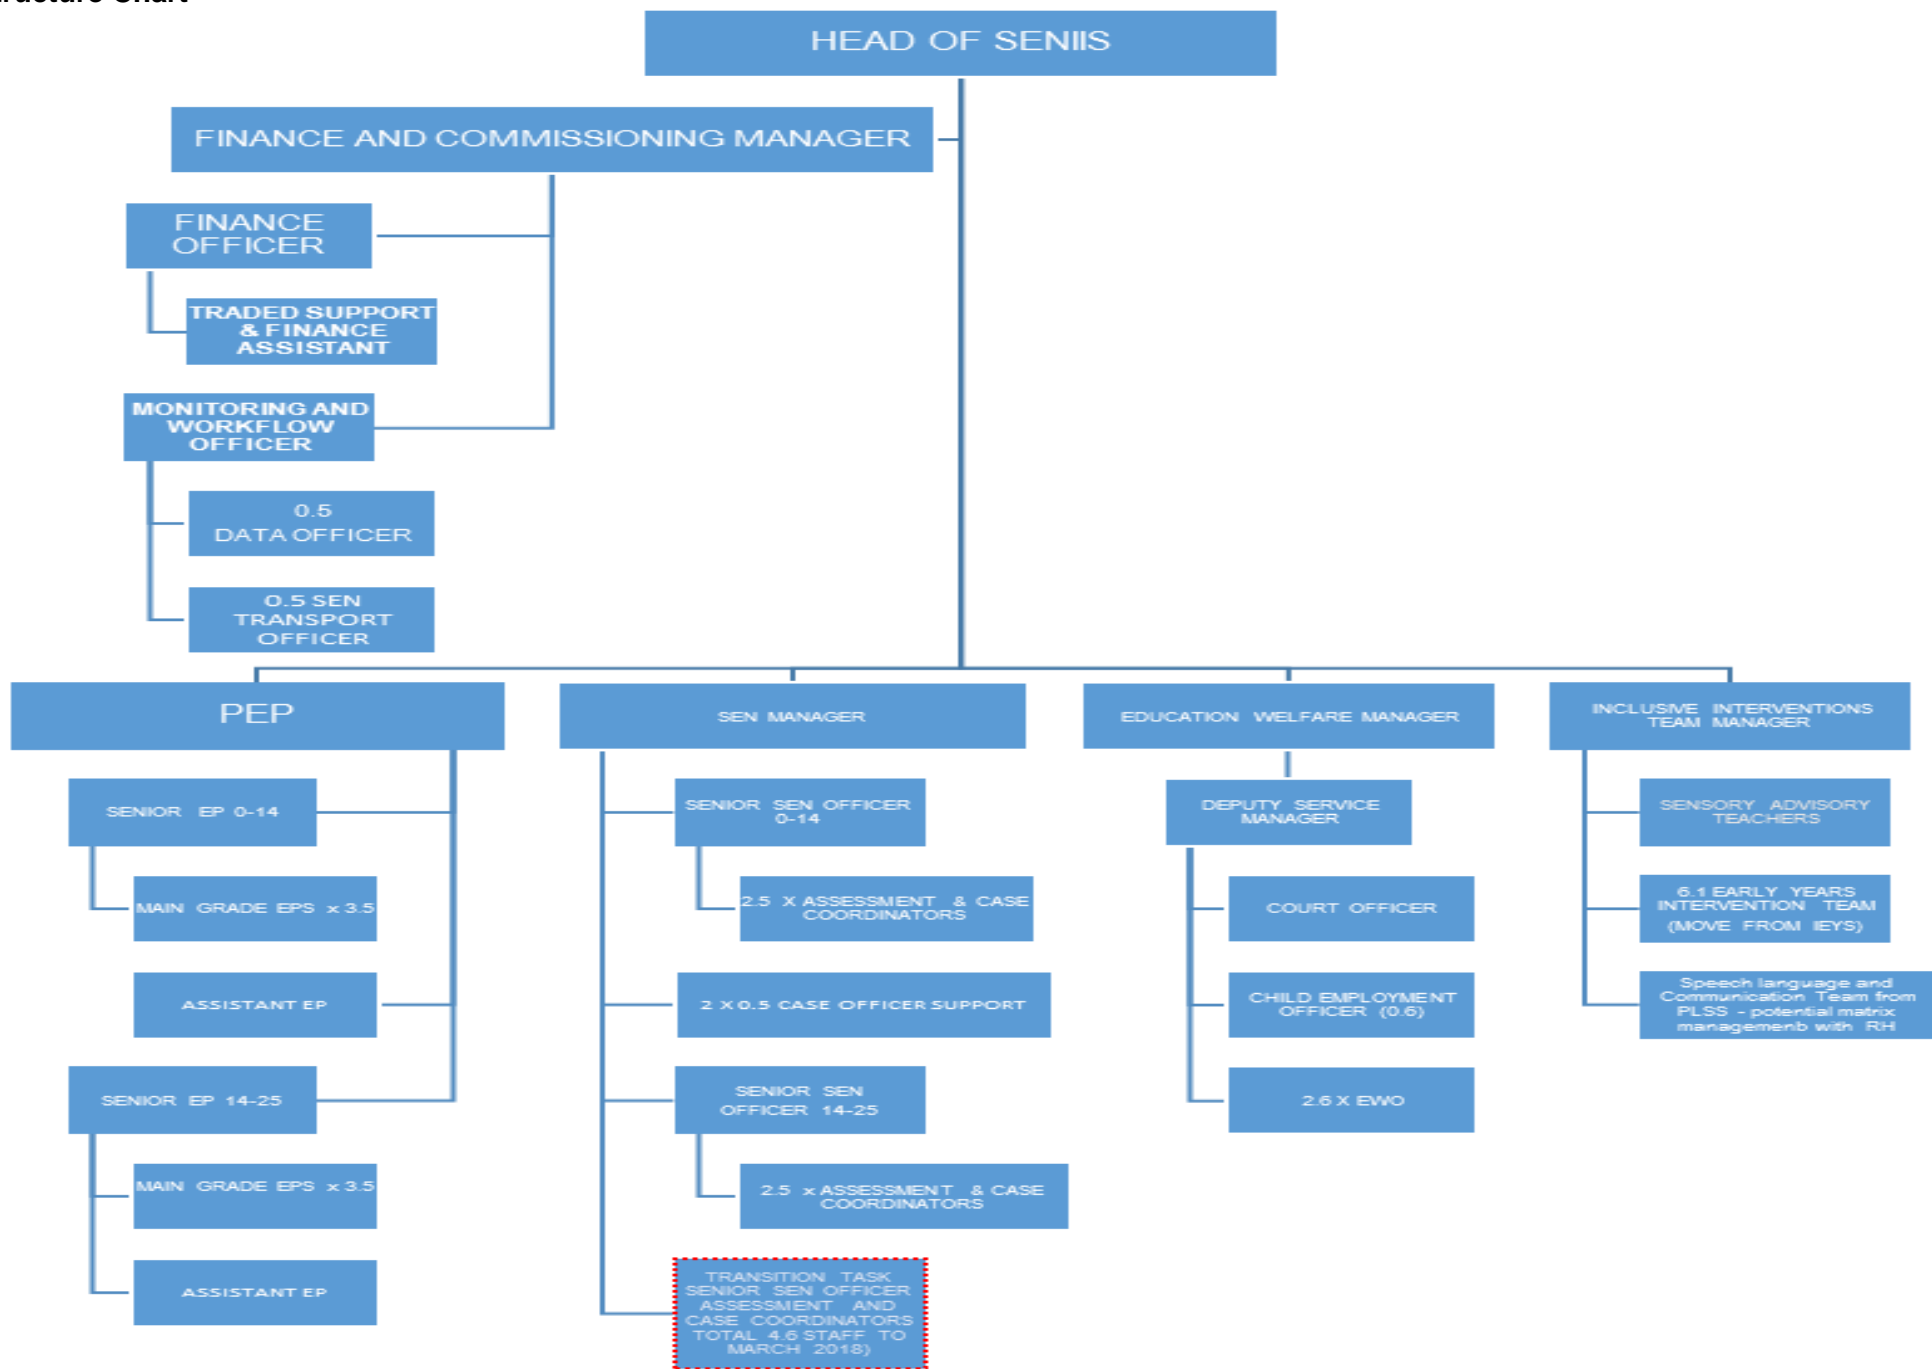 HEAD OF SENIIS
FINANCE AND COMMISSIONING MANAGER
FINANCE
OFFICER
TRADED SUPPORT
& FINANCE
ASSISTANT
MONITORING AND
WORKFLOW
OFFICER
0.5
DATA OFFICER
0.5 SEN
TRANSPORT
OFFICER
PEP
SENIOR EP 0-14
MAIN GRADE EPS x 3.5
ASSISTANT EP
SENIOR EP 14-25
MAIN GRADE EPS x 3.5
ASSISTANT EP
SEN MANAGER
SENIOR SEN OFFICER
0-14
2.5 X ASSESSMENT & CASE
COORDINATORS
2 X 0.5 CASE OFFICER SUPPORT
SENIOR SEN
OFFICER 14-25
2.5 x ASSESSMENT & CASE
COORDINATORS
TRANSITION TASK
SENIOR SEN OFFICER
ASSESSMENT AND
CASE COORDINATORS
TOTAL 4.6 STAFF TO
MARCH 2018)
EDUCATION WELFARE MANAGER
DEPUTY SERVICE
MANAGER
COURT OFFICER
CHILD EMPLOYMENT
OFFICER (0.6)
2.6 X EWO
INCLUSIVE INTERVENTIONS
TEAM MANAGER
SENSORY ADVISORY
TEACHERS
6.1 EARLY YEARS
INTERVENTION TEAM
(MOVE FROM IEYS)
Speech language and
Communication Team from
PLSS - potential matrix
managemenb with RH